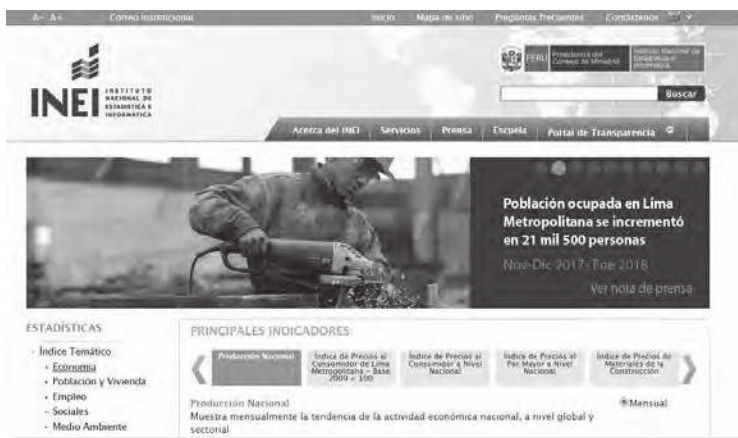 A- A+ Correo Institucional Inicio Mapa de sitio Preguntas frecuentes Contáctenos
INEI
INSTITUTO
NACIONAL DE
ESTADÍSTICA E
INFORMÁTICA
PERÚ
Presidencia del
Consejo de Ministros
Instituto Nacional de
Estadística e
Informática
Buscar
Acerca del INEI Servicios Prensa Escuela Portal de Transparencia
Población ocupada en Lima
Metropolitana se incrementó
en 21 mil 500 personas
Nov-Dic 2017-Ene 2018
Ver nota de prensa
ESTADÍSTICAS
- Índice Temático
- Economía
- Población y Vivienda
- Empleo
- Sociales
- Medio Ambiente
PRINCIPALES INDICADORES
Producción Nacional
Índice de Precios al
Consumidor de Lima
Metropolitana - Base
2009 = 100
Índice de Precios al
Consumidor a Nivel
Nacional
Índice de Precios al
Por Mayor a Nivel
Nacional
Índice de Precios de
Materiales de la
Construcción
Producción Nacional
Mensual
Muestra mensualmente la tendencia de la actividad económica nacional, a nivel global y
sectorial